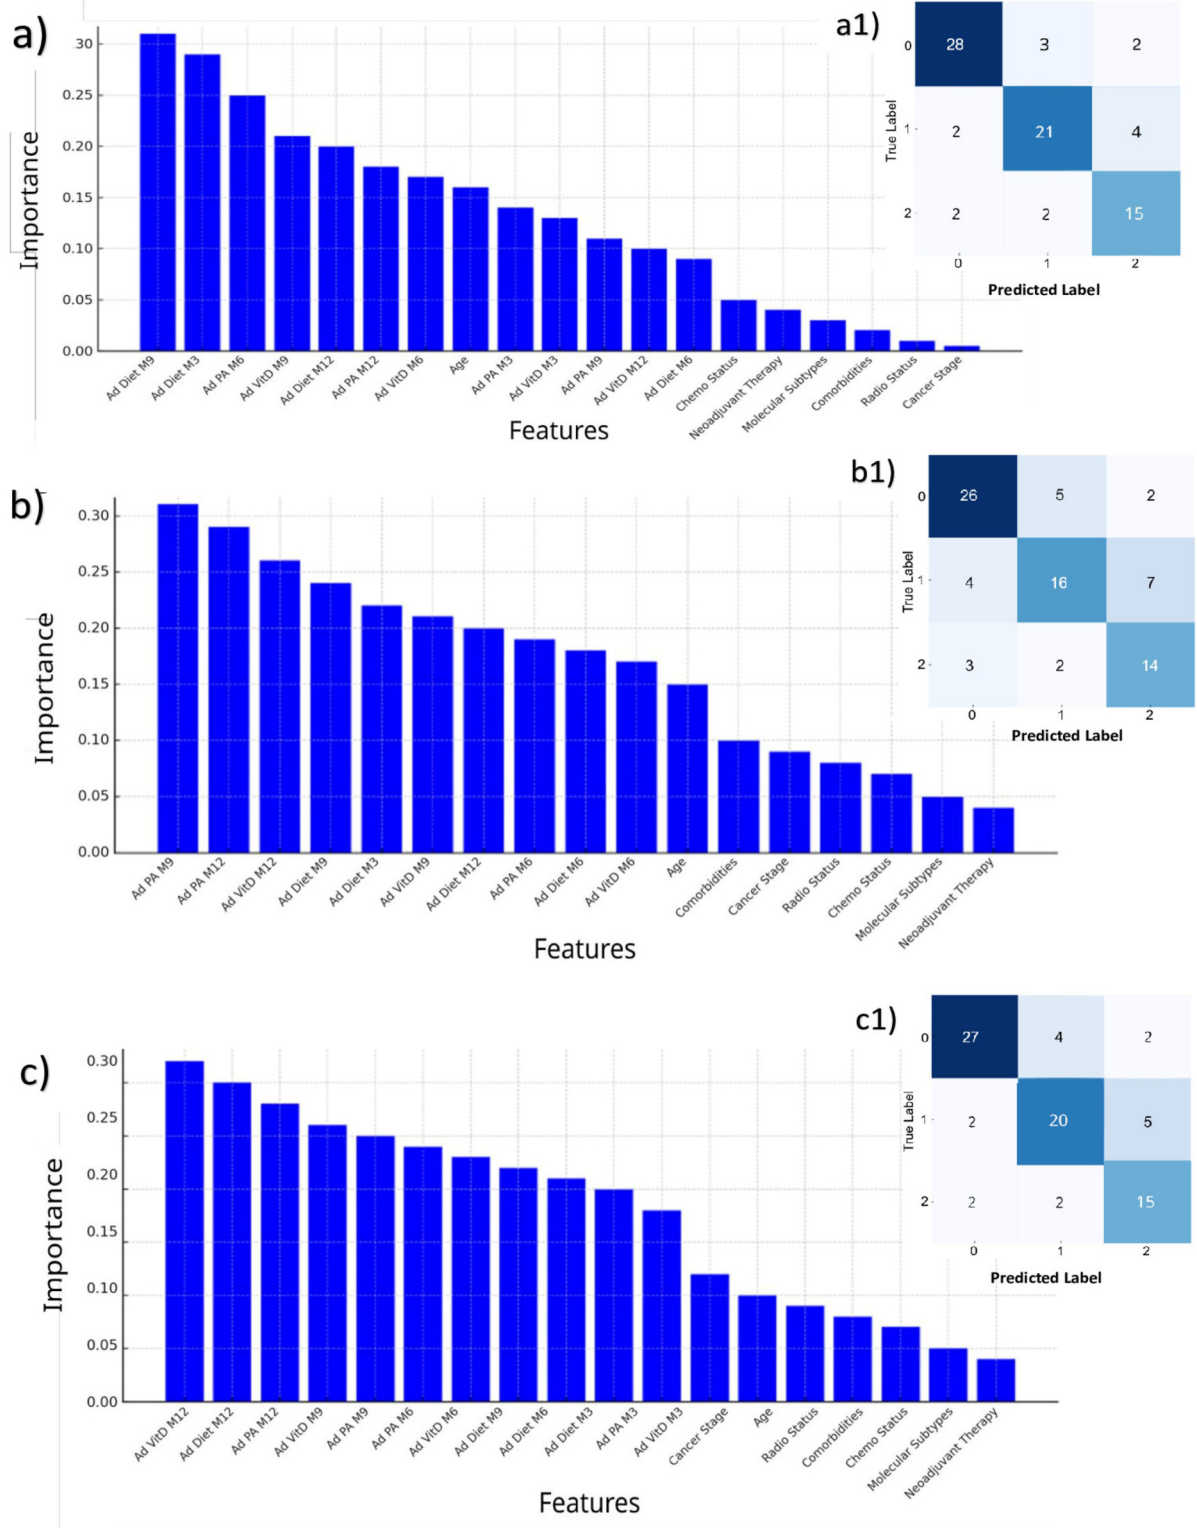 a)
30
0.25
0.20
0.15
0.10
0.05
0.00
Importance
Ad Diet M9
Ad Diet M3
Ad PA M6
Ad VitD M9
Ad Diet M12
Ad PA M12
Ad VitD M6
Age
Ad PA M3
Ad VitD M3
Ad PA M9
Ad VitD M12
Ad Diet M6
Chemo Status
Neoadjuvant Therapy
Molecular Subtypes
Comorbidities
Radio Status
Cancer Stage
Features
a1)
True Label
0 28 3 2
1 2 21 4
2 2 2 15
0 1 2
Predicted Label
b)
0.30
0.25
0.20
0.15
0.10
0.05
0.00
Importance
Ad PA M9
Ad PA M12
Ad VitD M12
Ad Diet M9
Ad Diet M3
Ad VitD M9
Ad Diet M12
Ad PA M6
Ad Diet M6
Ad VitD M6
Age
Comorbidities
Cancer Stage
Radio Status
Chemo Status
Molecular Subtypes
Neoadjuvant Therapy
Features
b1)
True Label
0 26 5 2
1 4 16 7
2 3 2 14
0 1 2
Predicted Label
c)
0.30
0.25
0.20
0.15
0.10
0.05
0.00
Importance
Ad VitD M12
Ad Diet M12
Ad PA M12
Ad VitD M9
Ad PA M9
Ad PA M6
Ad VitD M6
Ad Diet M9
Ad Diet M6
Ad Diet M3
Ad PA M3
Ad VitD M3
Cancer Stage
Age
Radio Status
Comorbidities
Chemo Status
Molecular Subtypes
Neoadjuvant Therapy
Features
c1)
True Label
0 27 4 2
1 2 20 5
2 2 2 15
0 1 2
Predicted Label